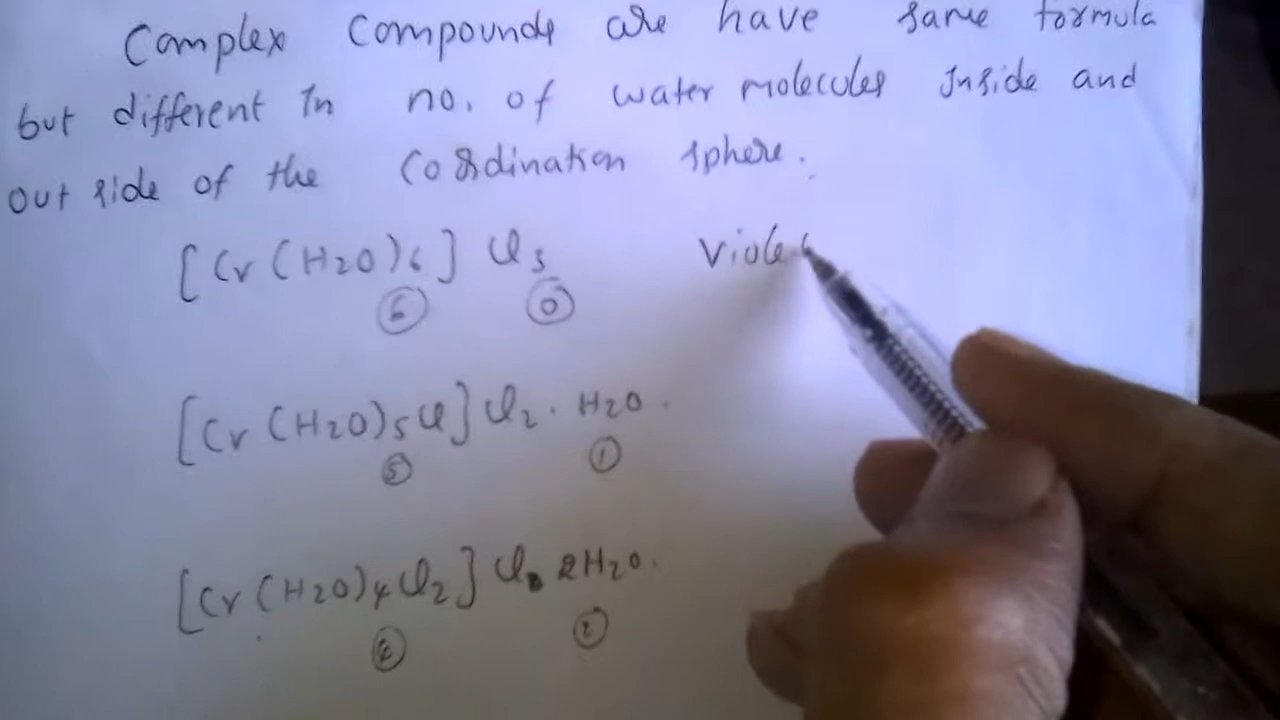 Complex Compounds are have same formula
but different In no. of water molecules Inside and
out side of the Coordination sphere.
[Cr(H2O)6] Cl3 Violet
6 0
[Cr(H2O)5Cl]Cl2. H2O.
5 1
[Cr(H2O)4Cl2]Cl. 2H2O.
2 2